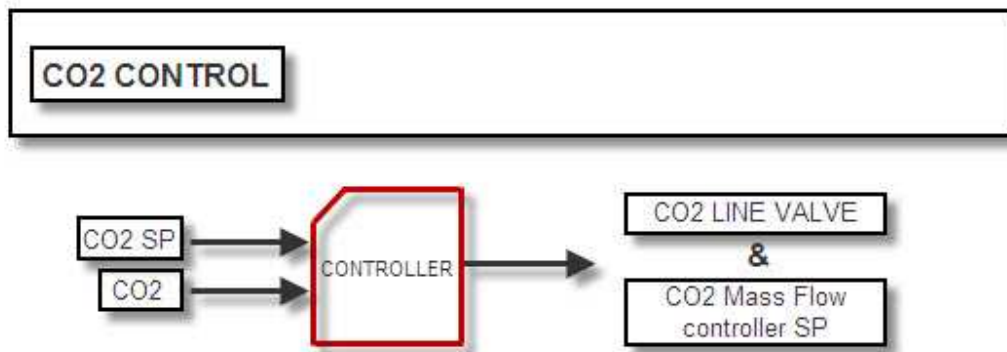 CO2 CONTROL
CO2 SP
CO2
CONTROLLER
CO2 LINE VALVE
&
CO2 Mass Flow
controller SP